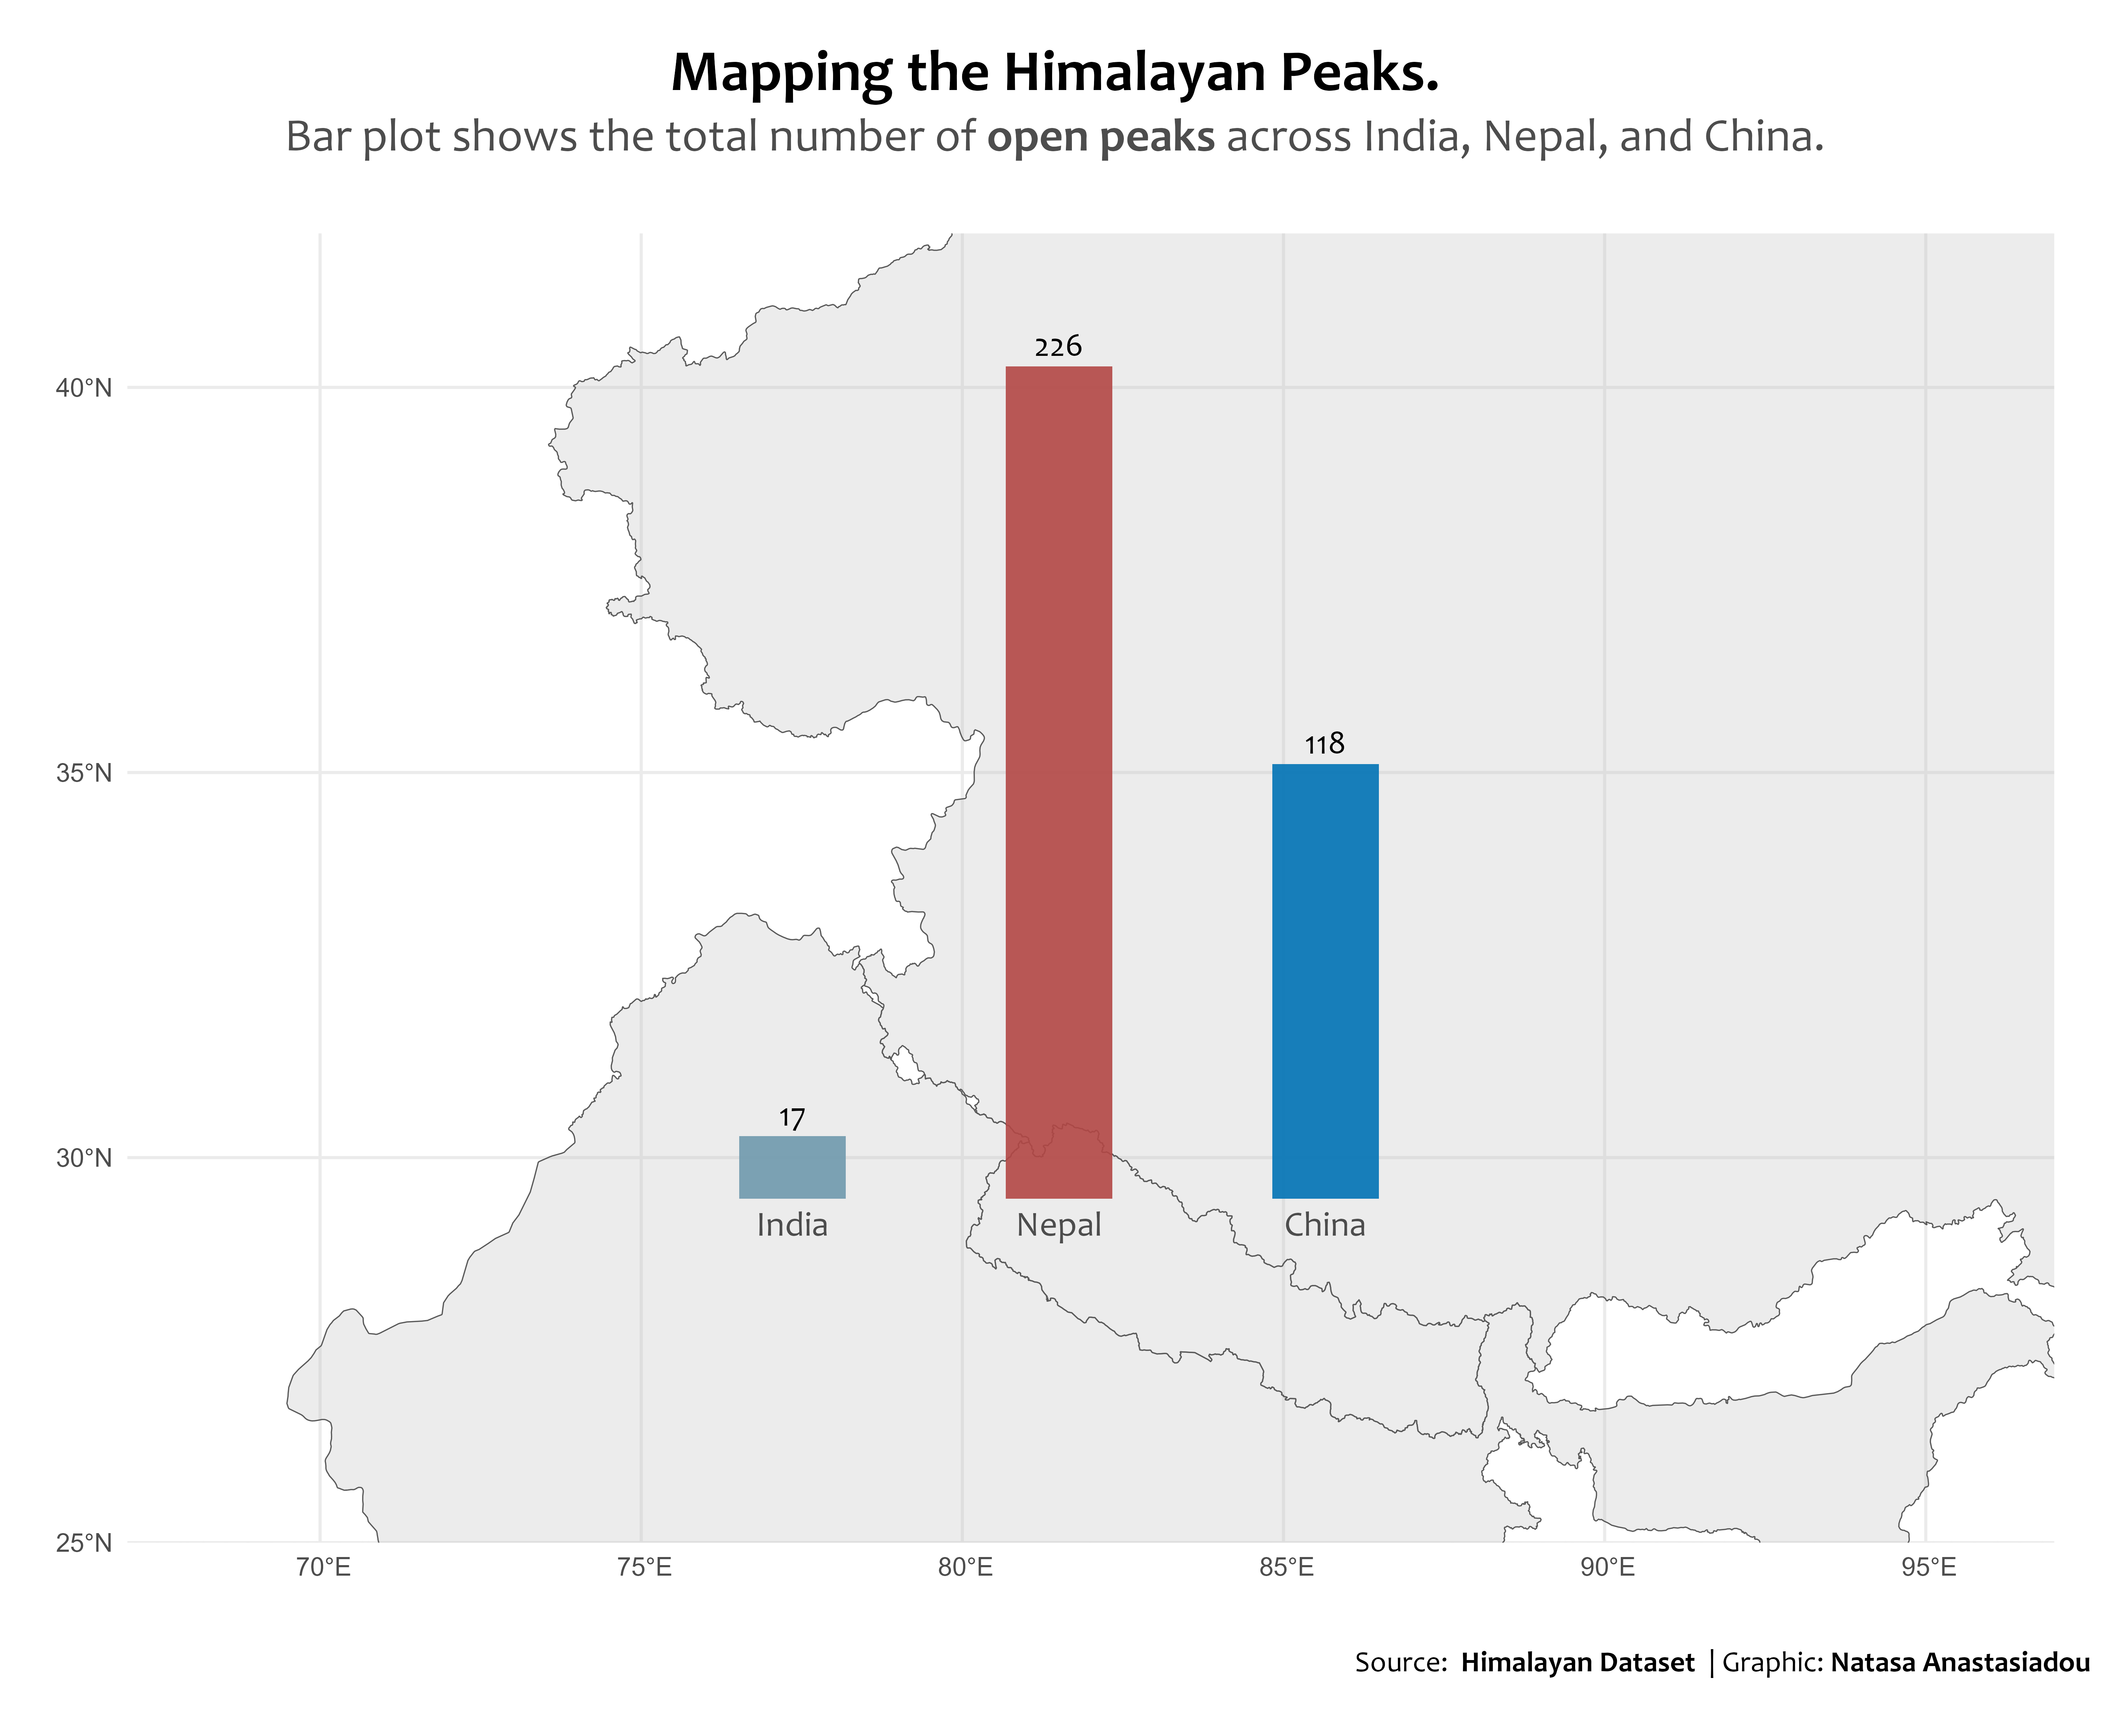 Mapping the Himalayan Peaks.
Bar plot shows the total number of open peaks across India, Nepal, and China.
40°N
35°N
30°N
25°N
226
118
17
India
Nepal
China
70°E
75°E
80°E
85°E
90°E
95°E
Source: Himalayan Dataset | Graphic: Natasa Anastasiadou